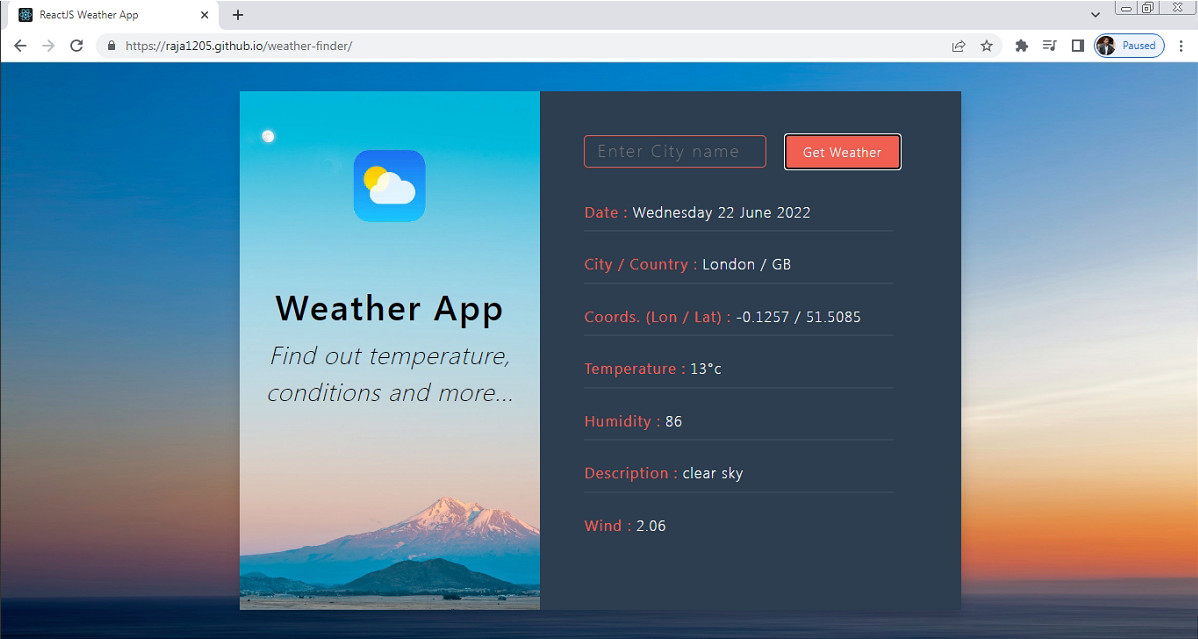 ReactJS Weather App
https://raja1205.github.io/weather-finder/
Paused
Weather App
Find out temperature,
conditions and more...
Enter City name
Get Weather
Date : Wednesday 22 June 2022
City / Country : London / GB
Coords. (Lon / Lat) : -0.1257 / 51.5085
Temperature : 13°c
Humidity : 86
Description : clear sky
Wind : 2.06